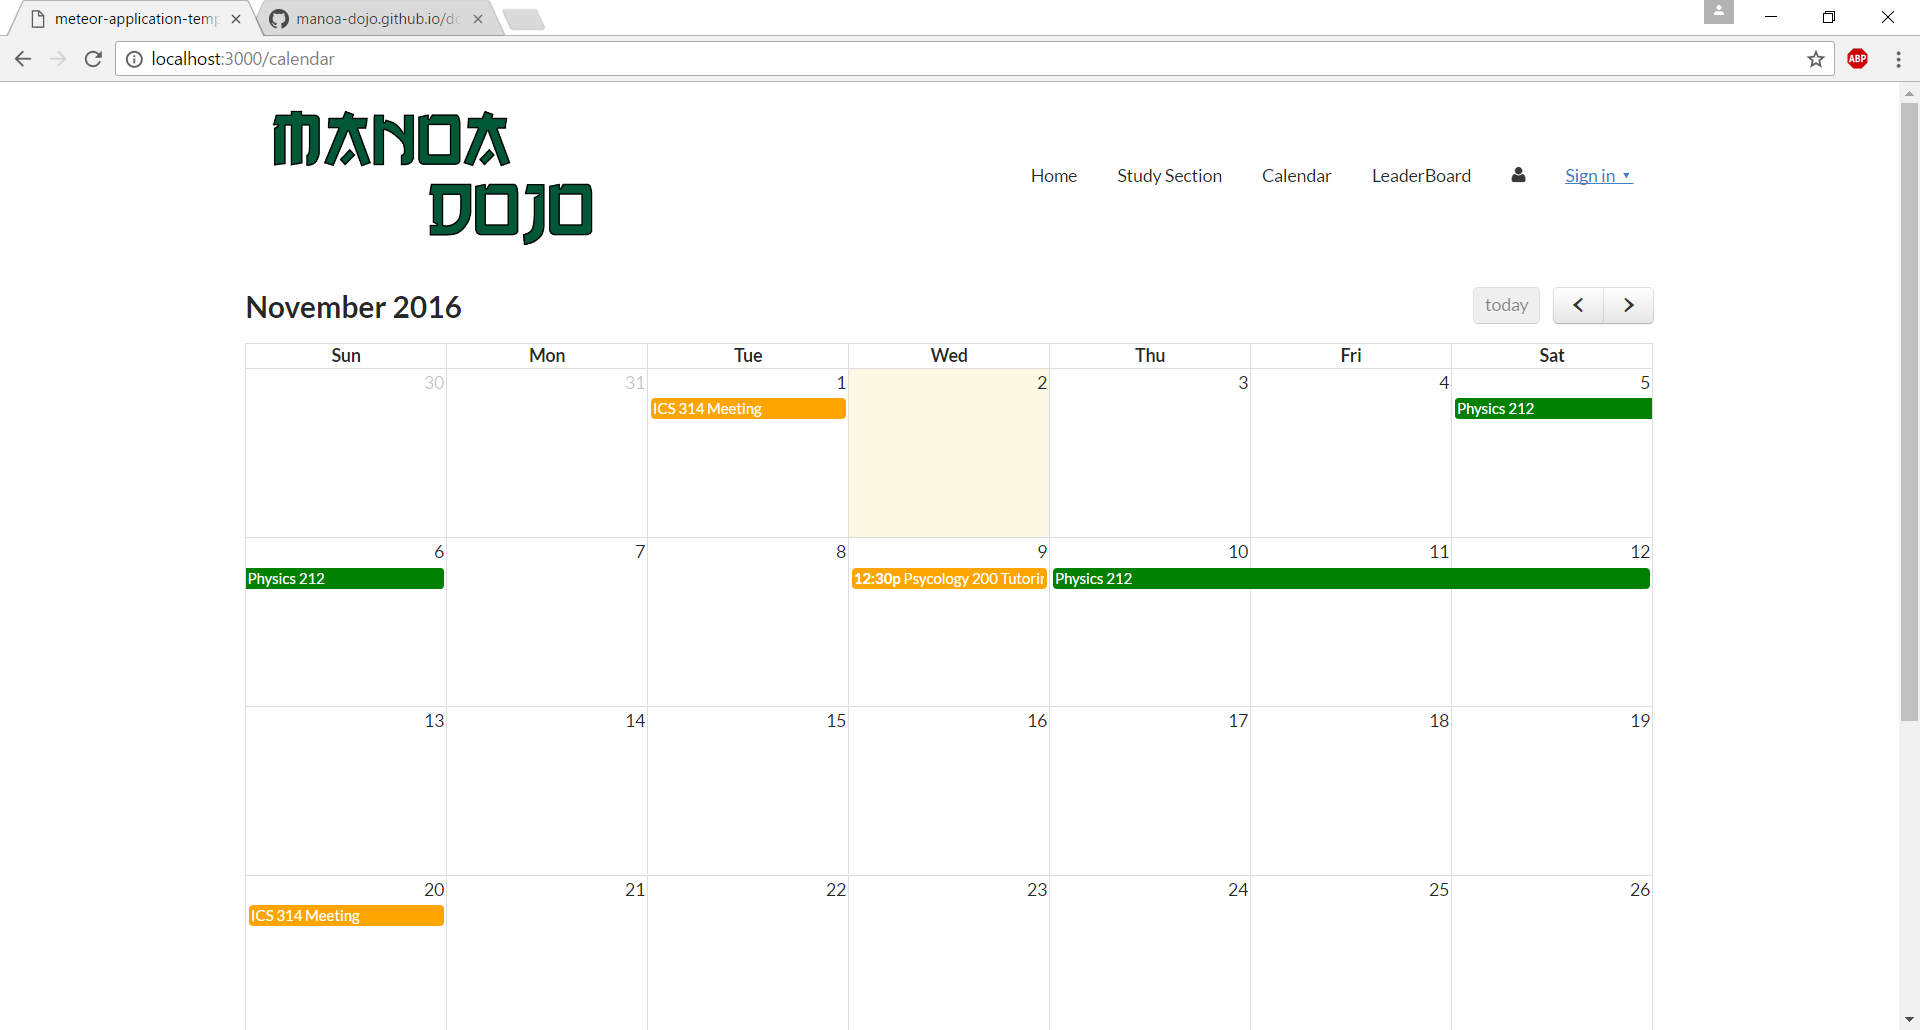 meteor-application-temp
manoa-dojo.github.io/do
localhost:3000/calendar
ABP
MANOA
DOJO
Home Study Section Calendar LeaderBoard Sign in
November 2016
today
Sun Mon Tue Wed Thu Fri Sat
30 31 1 2 3 4 5
ICS 314 Meeting Physics 212
6 7 8 9 10 11 12
Physics 212 12:30p Psycology 200 Tutorin Physics 212
13 14 15 16 17 18 19
20 21 22 23 24 25 26
ICS 314 Meeting